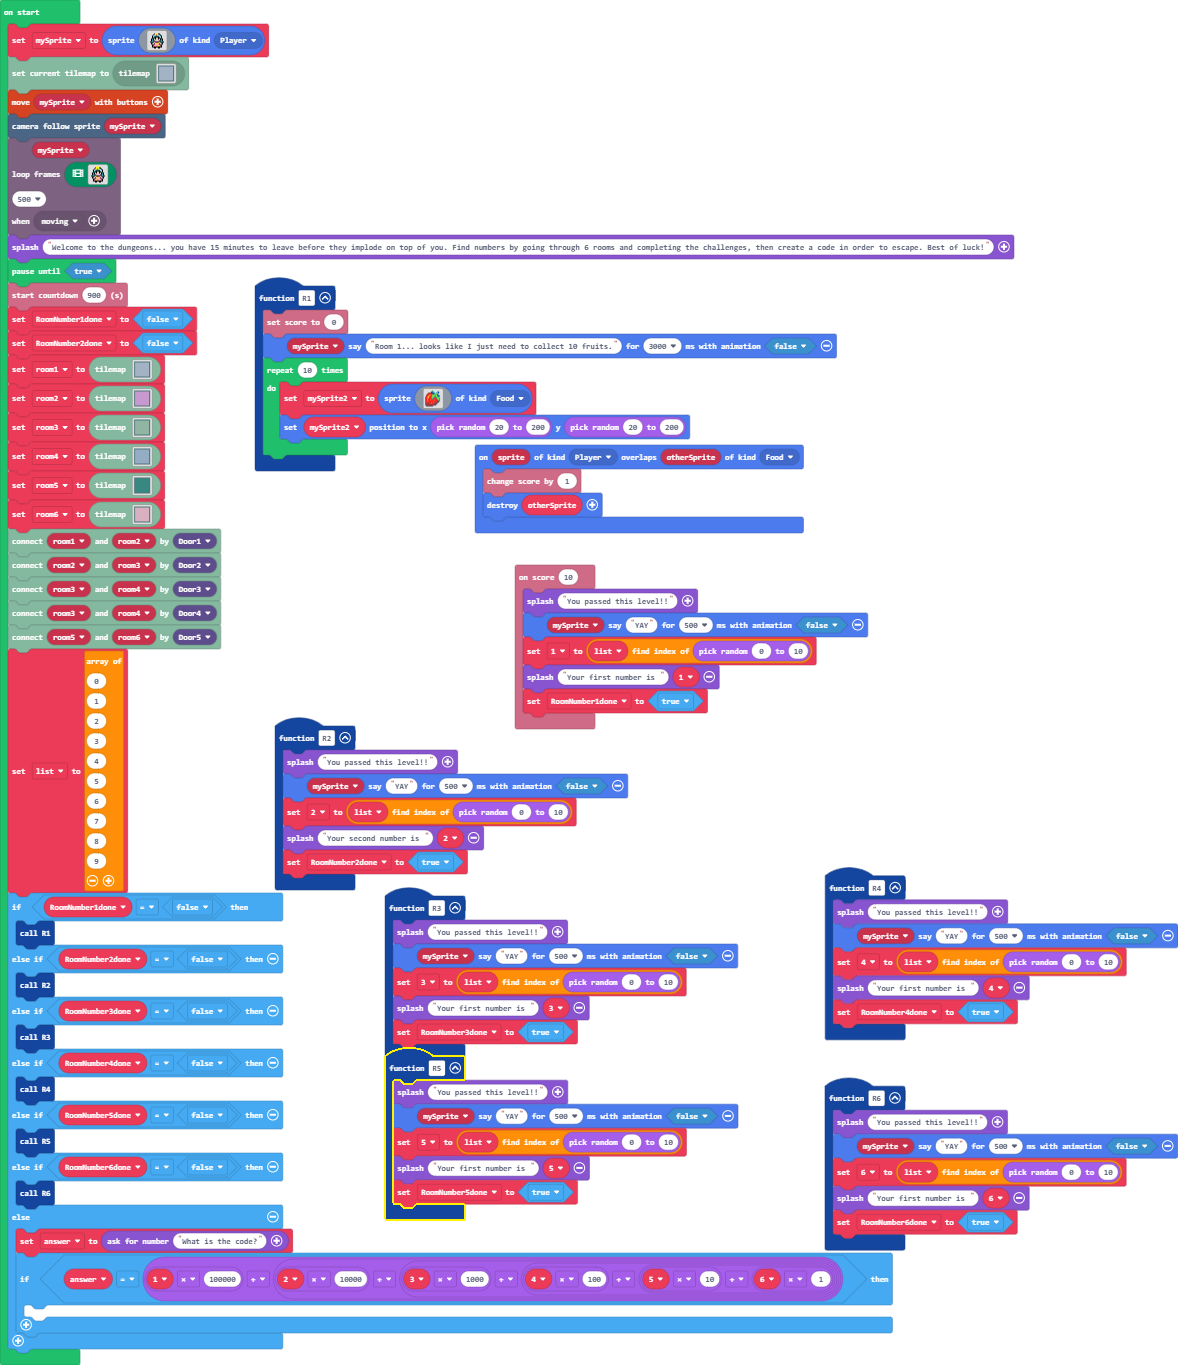 on start
set mySprite to sprite of kind Player
set current tilemap to tilemap
move mySprite with buttons
camera follow sprite mySprite
mySprite
loop frames
500
when moving
splash "Welcome to the dungeons... you have 15 minutes to leave before they implode on top of you. Find numbers by going through 6 rooms and completing the challenges, then create a code in order to escape. Best of luck!"
pause until true
start countdown 900 (s)
set RoomNumber1done to false
set RoomNumber2done to false
set room1 to tilemap
set room2 to tilemap
set room3 to tilemap
set room4 to tilemap
set room5 to tilemap
set room6 to tilemap
connect room1 and room2 by Door1
connect room2 and room3 by Door2
connect room3 and room4 by Door3
connect room3 and room4 by Door4
connect room5 and room6 by Door5
set list to array of
0
1
2
3
4
5
6
7
8
9
if RoomNumber1done = false then
call R1
else if RoomNumber2done = false then
call R2
else if RoomNumber3done = false then
call R3
else if RoomNumber4done = false then
call R4
else if RoomNumber5done = false then
call R5
else if RoomNumber6done = false then
call R6
else
set answer to ask for number "What is the code?"
if answer = 1 × 100000 + 2 × 10000 + 3 × 1000 + 4 × 100 + 5 × 10 + 6 × 1 then
function R1
set score to 0
mySprite say "Room 1... looks like I just need to collect 10 fruits." for 3000 ms with animation false
repeat 10 times
do
set mySprite2 to sprite of kind Food
set mySprite2 position to x pick random 20 to 200 y pick random 20 to 200
on sprite of kind Player overlaps otherSprite of kind Food
change score by 1
destroy otherSprite
on score 10
splash "You passed this level!!"
mySprite say "YAY" for 500 ms with animation false
set 1 to list find index of pick random 0 to 10
splash "Your first number is " 1
set RoomNumber1done to true
function R2
splash "You passed this level!!"
mySprite say "YAY" for 500 ms with animation false
set 2 to list find index of pick random 0 to 10
splash "Your second number is " 2
set RoomNumber2done to true
function R3
splash "You passed this level!!"
mySprite say "YAY" for 500 ms with animation false
set 3 to list find index of pick random 0 to 10
splash "Your first number is " 3
set RoomNumber3done to true
function R5
splash "You passed this level!!"
mySprite say "YAY" for 500 ms with animation false
set 5 to list find index of pick random 0 to 10
splash "Your first number is " 5
set RoomNumber5done to true
function R4
splash "You passed this level!!"
mySprite say "YAY" for 500 ms with animation false
set 4 to list find index of pick random 0 to 10
splash "Your first number is " 4
set RoomNumber4done to true
function R6
splash "You passed this level!!"
mySprite say "YAY" for 500 ms with animation false
set 6 to list find index of pick random 0 to 10
splash "Your first number is " 6
set RoomNumber6done to true